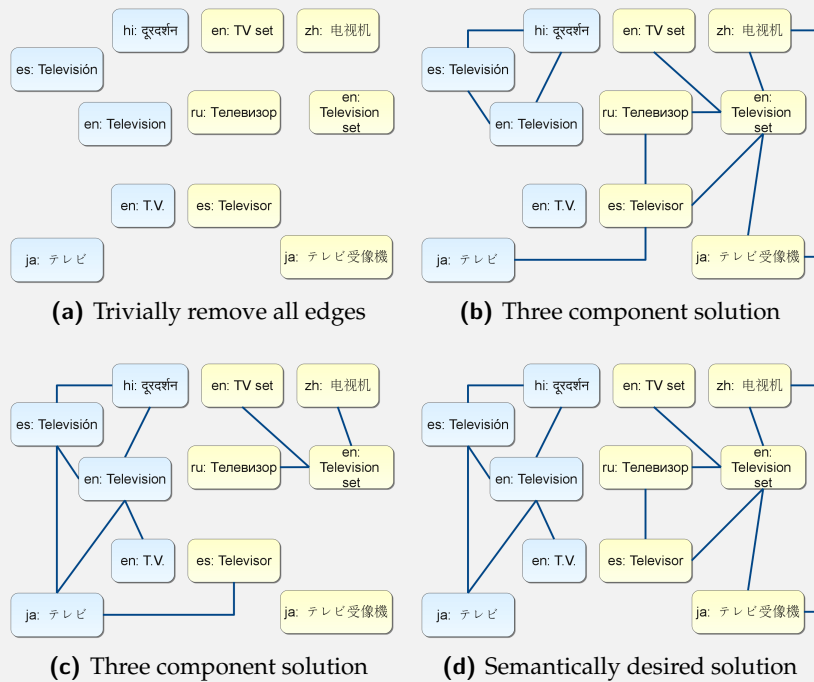 hi: दूरदर्शन
en: TV set
zh: 电视机
es: Televisión
en: Television
ru: Телевизор
en:
Television
set
en: T.V.
es: Televisor
ja: テレビ
ja: テレビ受像機
(a) Trivially remove all edges
hi: दूरदर्शन
en: TV set
zh: 电视机
es: Televisión
en: Television
ru: Телевизор
en:
Television
set
en: T.V.
es: Televisor
ja: テレビ
ja: テレビ受像機
(b) Three component solution
hi: दूरदर्शन
en: TV set
zh: 电视机
es: Televisión
en: Television
ru: Телевизор
en:
Television
set
en: T.V.
es: Televisor
ja: テレビ
ja: テレビ受像機
(c) Three component solution
hi: दूरदर्शन
en: TV set
zh: 电视机
es: Televisión
en: Television
ru: Телевизор
en:
Television
set
en: T.V.
es: Televisor
ja: テレビ
ja: テレビ受像機
(d) Semantically desired solution